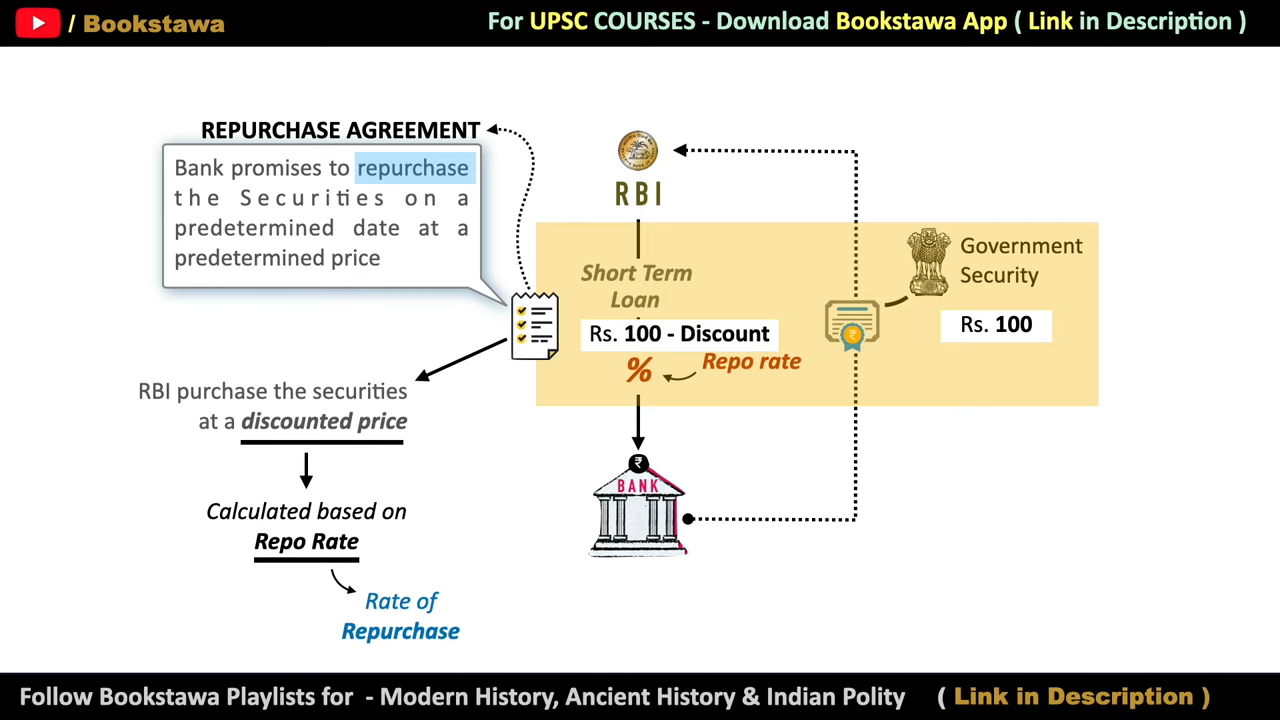 / Bookstawa
For UPSC COURSES - Download Bookstawa App ( Link in Description )
REPURCHASE AGREEMENT
Bank promises to repurchase
the Securities on a
predetermined date at a
predetermined price
RBI
Government
Security
Rs. 100
Short Term
Loan
Rs. 100 - Discount
% Repo rate
RBI purchase the securities
at a discounted price
Calculated based on
Repo Rate
Rate of
Repurchase
₹
BANK
₹
Follow Bookstawa Playlists for - Modern History, Ancient History & Indian Polity ( Link in Description )